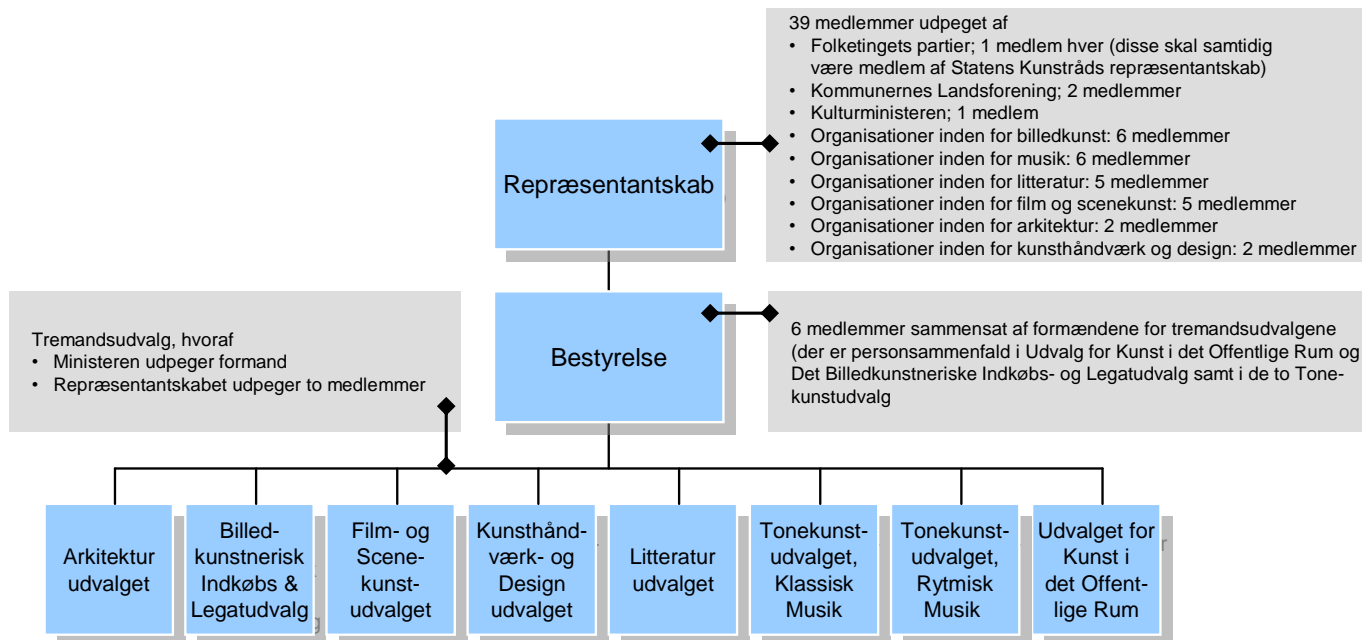 39 medlemmer udpeget af
• Folketingets partier; 1 medlem hver (disse skal samtidig
være medlem af Statens Kunstråds repræsentantskab)
• Kommunernes Landsforening; 2 medlemmer
• Kulturministeren; 1 medlem
• Organisationer inden for billedkunst: 6 medlemmer
• Organisationer inden for musik: 6 medlemmer
• Organisationer inden for litteratur: 5 medlemmer
• Organisationer inden for film og scenekunst: 5 medlemmer
• Organisationer inden for arkitektur: 2 medlemmer
• Organisationer inden for kunsthåndværk og design: 2 medlemmer
Repræsentantskab
Bestyrelse
6 medlemmer sammensat af formændene for tremandsudvalgene
(der er personsammenfald i Udvalg for Kunst i det Offentlige Rum og
Det Billedkunstneriske Indkøbs- og Legatudvalg samt i de to Tone-
kunstudvalg
Tremandsudvalg, hvoraf
• Ministeren udpeger formand
• Repræsentantskabet udpeger to medlemmer
Arkitektur
udvalget
Billed-
kunstnerisk
Indkøbs &
Legatudvalg
Film- og
Scene-
kunst-
udvalget
Kunsthånd-
værk- og
Design
udvalget
Litteratur
udvalget
Tonekunst-
udvalget,
Klassisk
Musik
Tonekunst-
udvalget,
Rytmisk
Musik
Udvalget for
Kunst i
det Offent-
lige Rum